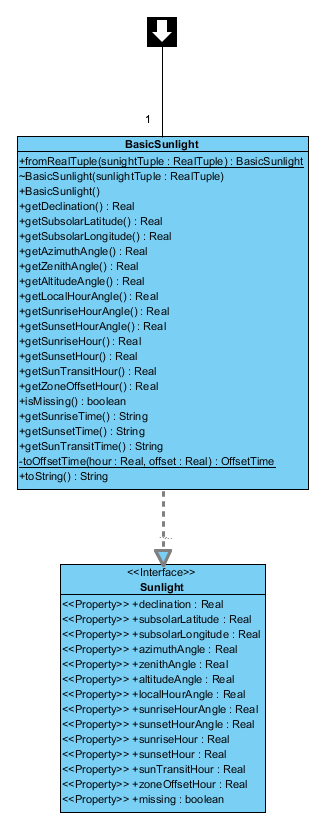 1
BasicSunlight
+fromRealTuple(sunightTuple : RealTuple) : BasicSunlight
~BasicSunlight(sunlightTuple : RealTuple)
+BasicSunlight()
+getDeclination() : Real
+getSubsolarLatitude() : Real
+getSubsolarLongitude() : Real
+getAzimuthAngle() : Real
+getZenithAngle() : Real
+getAltitudeAngle() : Real
+getLocalHourAngle() : Real
+getSunriseHourAngle() : Real
+getSunsetHourAngle() : Real
+getSunriseHour() : Real
+getSunsetHour() : Real
+getSunTransitHour() : Real
+getZoneOffsetHour() : Real
+isMissing() : boolean
+getSunriseTime() : String
+getSunsetTime() : String
+getSunTransitTime() : String
-toOffsetTime(hour : Real, offset : Real) : OffsetTime
+toString() : String
<<Interface>>
Sunlight
<<Property>> +declination : Real
<<Property>> +subsolarLatitude : Real
<<Property>> +subsolarLongitude : Real
<<Property>> +azimuthAngle : Real
<<Property>> +zenithAngle : Real
<<Property>> +altitudeAngle : Real
<<Property>> +localHourAngle : Real
<<Property>> +sunriseHourAngle : Real
<<Property>> +sunsetHourAngle : Real
<<Property>> +sunriseHour : Real
<<Property>> +sunsetHour : Real
<<Property>> +sunTransitHour : Real
<<Property>> +zoneOffsetHour : Real
<<Property>> +missing : boolean